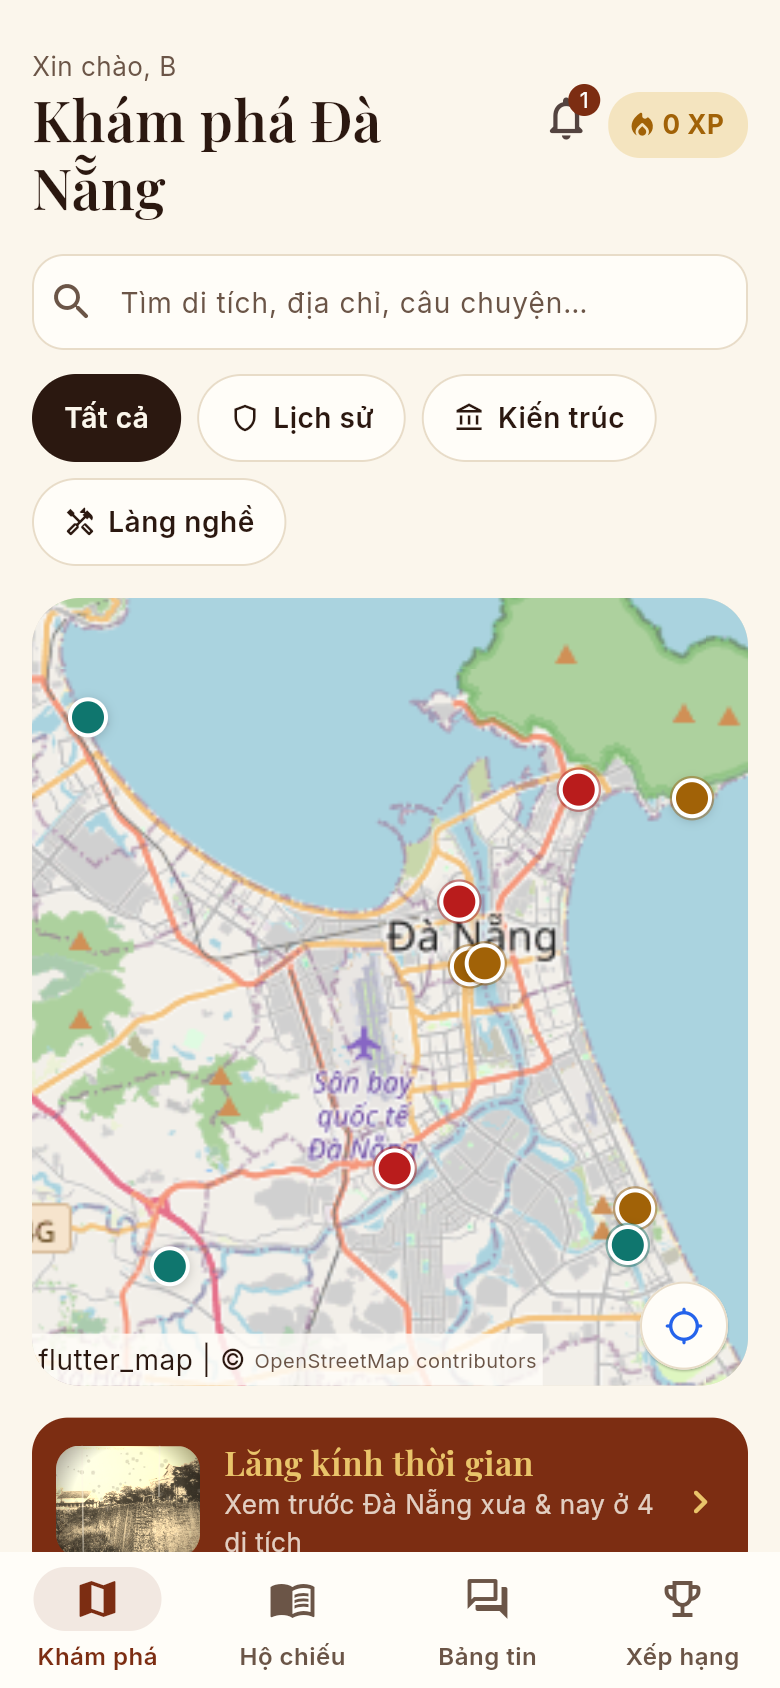 Xin chào, B
Khám phá Đà
Nẵng
1
0 XP
Tìm di tích, địa chỉ, câu chuyện...
Tất cả
Lịch sử
Kiến trúc
Làng nghề
Đà Nẵng
Sân bay
quốc tế
Đà Nẵng
flutter_map | © OpenStreetMap contributors
Lăng kính thời gian
Xem trước Đà Nẵng xưa & nay ở 4
di tích
Khám phá
Hộ chiếu
Bảng tin
Xếp hạng